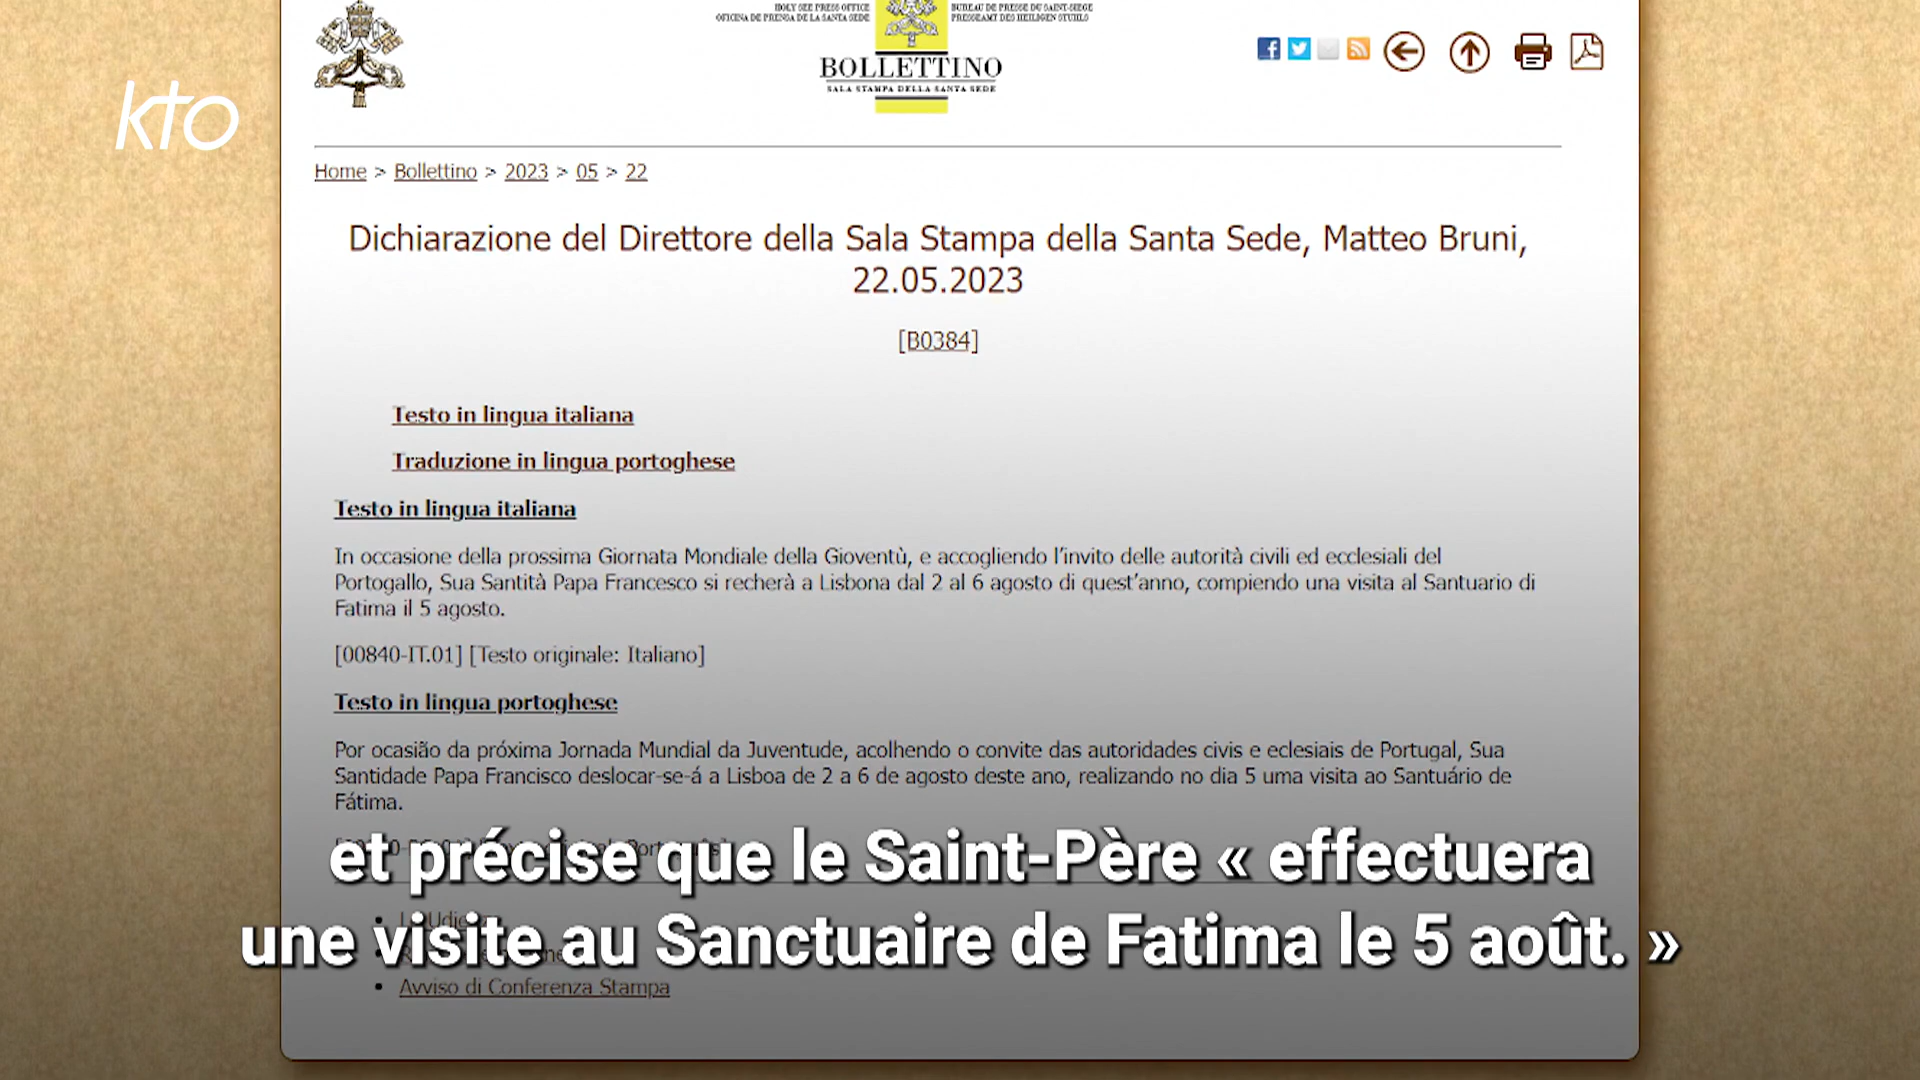 HOLY SEE PRESS OFFICE
OFICINA DE PRENSA DE LA SANTA SEDE
BUREAU DE PRESSE DU SAINT-SIEGE
PRESSEAMT DES HEILIGEN STUHLS
BOLLETTINO
SALA STAMPA DELLA SANTA SEDE
kto
Home > Bollettino > 2023 > 05 > 22
Dichiarazione del Direttore della Sala Stampa della Santa Sede, Matteo Bruni,
22.05.2023
[B0384]
Testo in lingua italiana
Traduzione in lingua portoghese
Testo in lingua italiana
In occasione della prossima Giornata Mondiale della Gioventù, e accogliendo l'invito delle autorità civili ed ecclesiali del
Portogallo, Sua Santità Papa Francesco si recherà a Lisbona dal 2 al 6 agosto di quest'anno, compiendo una visita al Santuario di
Fatima il 5 agosto.
[00840-IT.01] [Testo originale: Italiano]
Testo in lingua portoghese
Por ocasião da próxima Jornada Mundial da Juventude, acolhendo o convite das autoridades civis e eclesiais de Portugal, Sua
Santidade Papa Francisco deslocar-se-á a Lisboa de 2 a 6 de agosto deste ano, realizando no dia 5 uma visita ao Santuário de
Fátima.
et précise que le Saint-Père « effectuera
une visite au Sanctuaire de Fatima le 5 août. »
Avviso di Conferenza Stampa